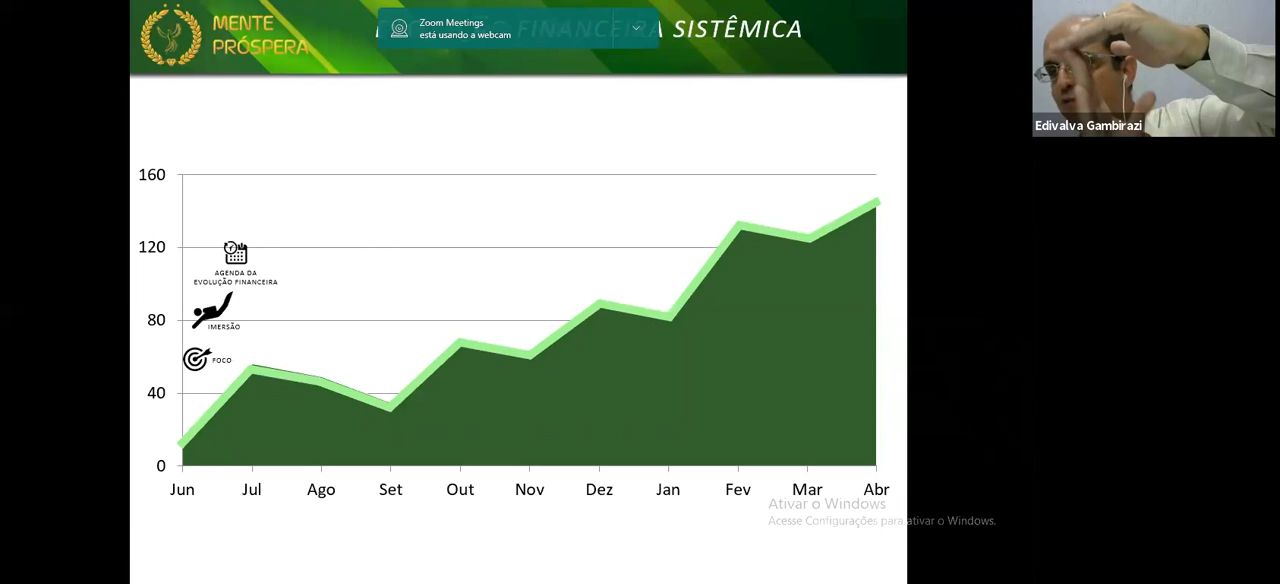 MENTE
PRÓSPERA
Zoom Meetings
está usando a webcam
FINANCEIRA SISTÊMICA
Edivalva Gambirazi
160
120
80
40
0
AGENDA DA
EVOLUÇÃO FINANCEIRA
IMERSÃO
FOCO
Jun Jul Ago Set Out Nov Dez Jan Fev Mar Abr
Ativar o Windows
Acesse Configurações para ativar o Windows.